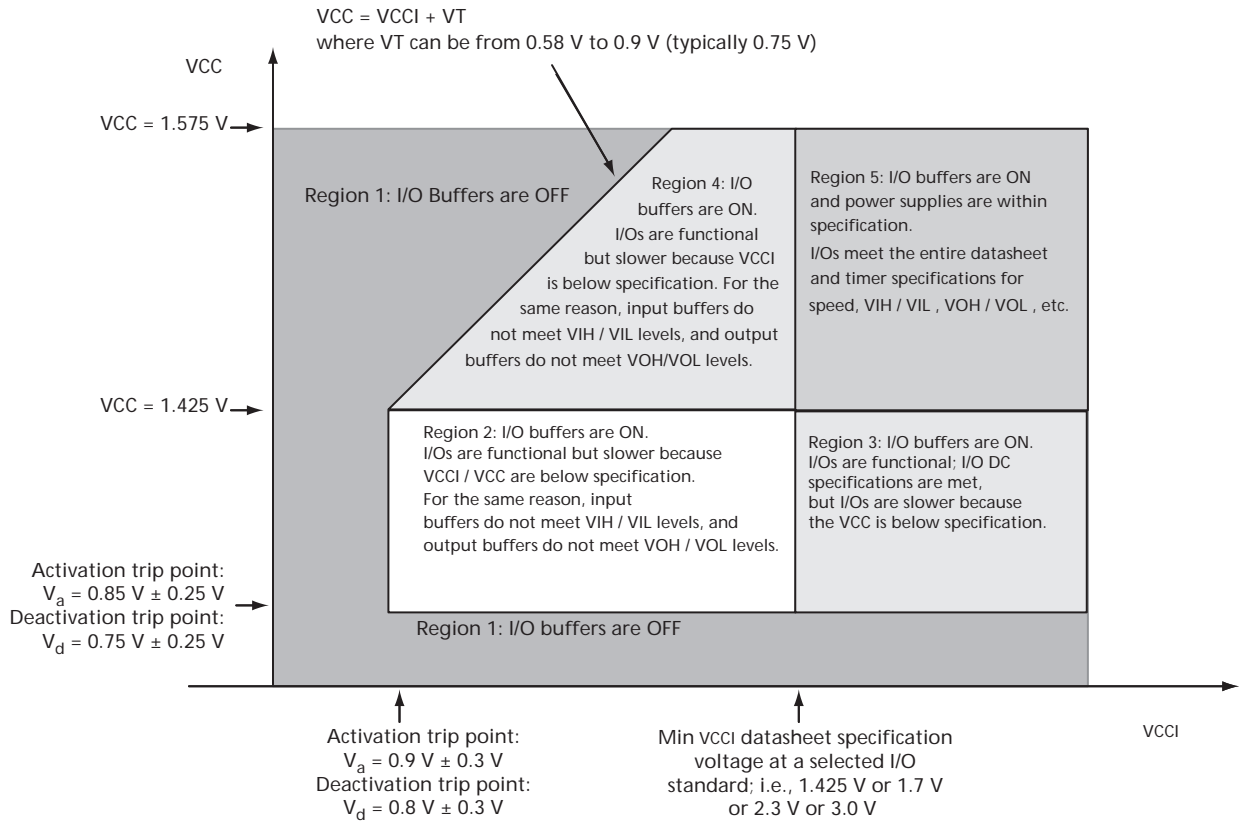 VCC = VCCI + VT
where VT can be from 0.58 V to 0.9 V (typically 0.75 V)
VCC
VCC = 1.575 V
Region 1: I/O Buffers are OFF
Region 4: I/O
buffers are ON.
I/Os are functional
but slower because VCCI
is below specification. For the
same reason, input buffers do
not meet VIH / VIL levels, and output
buffers do not meet VOH/VOL levels.
Region 5: I/O buffers are ON
and power supplies are within
specification.
I/Os meet the entire datasheet
and timer specifications for
speed, VIH / VIL , VOH / VOL , etc.
VCC = 1.425 V
Region 2: I/O buffers are ON.
I/Os are functional but slower because
VCCI / VCC are below specification.
For the same reason, input
buffers do not meet VIH / VIL levels, and
output buffers do not meet VOH / VOL levels.
Region 3: I/O buffers are ON.
I/Os are functional; I/O DC
specifications are met,
but I/Os are slower because
the VCC is below specification.
Activation trip point:
Va = 0.85 V ± 0.25 V
Deactivation trip point:
Vd = 0.75 V ± 0.25 V
Region 1: I/O buffers are OFF
Activation trip point:
Va = 0.9 V ± 0.3 V
Deactivation trip point:
Vd = 0.8 V ± 0.3 V
Min VCCI datasheet specification
voltage at a selected I/O
standard; i.e., 1.425 V or 1.7 V
or 2.3 V or 3.0 V
VCCI